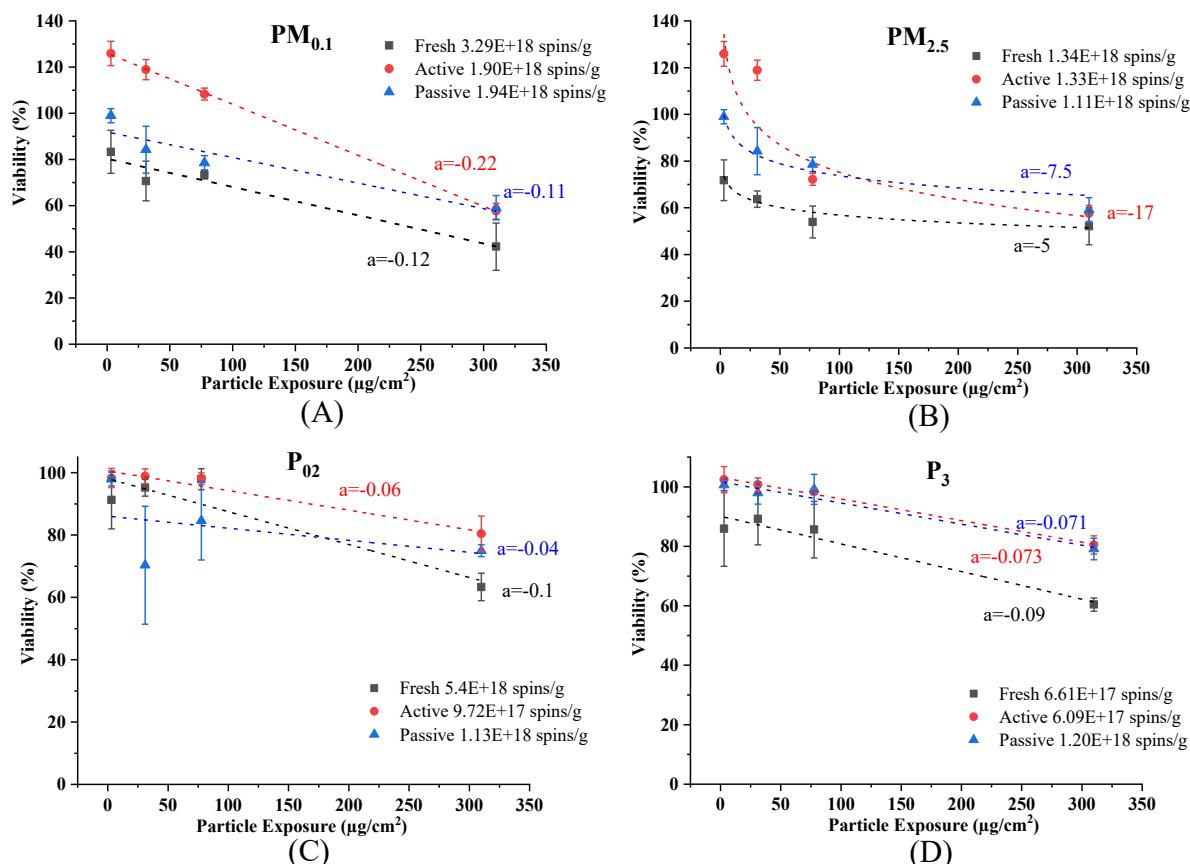 PM0.1
Fresh 3.29E+18 spins/g
Active 1.90E+18 spins/g
Passive 1.94E+18 spins/g
140
120
100
80
60
40
20
0
Viability (%)
a=-0.22
a=-0.11
a=-0.12
0 50 100 150 200 250 300 350
Particle Exposure (µg/cm2)
(A)
PM2.5
Fresh 1.34E+18 spins/g
Active 1.33E+18 spins/g
Passive 1.11E+18 spins/g
140
120
100
80
60
40
20
0
Viability (%)
a=-7.5
a=-17
a=-5
0 50 100 150 200 250 300 350
Particle Exposure (µg/cm2)
(B)
P02
100
80
60
40
20
0
Viability (%)
a=-0.06
a=-0.04
a=-0.1
Fresh 5.4E+18 spins/g
Active 9.72E+17 spins/g
Passive 1.13E+18 spins/g
0 50 100 150 200 250 300 350
Particle Exposure (µg/cm2)
(C)
P3
100
80
60
40
20
0
Viability (%)
a=-0.071
a=-0.073
a=-0.09
Fresh 6.61E+17 spins/g
Active 6.09E+17 spins/g
Passive 1.20E+18 spins/g
0 50 100 150 200 250 300 350
Particle Exposure (µg/cm2)
(D)